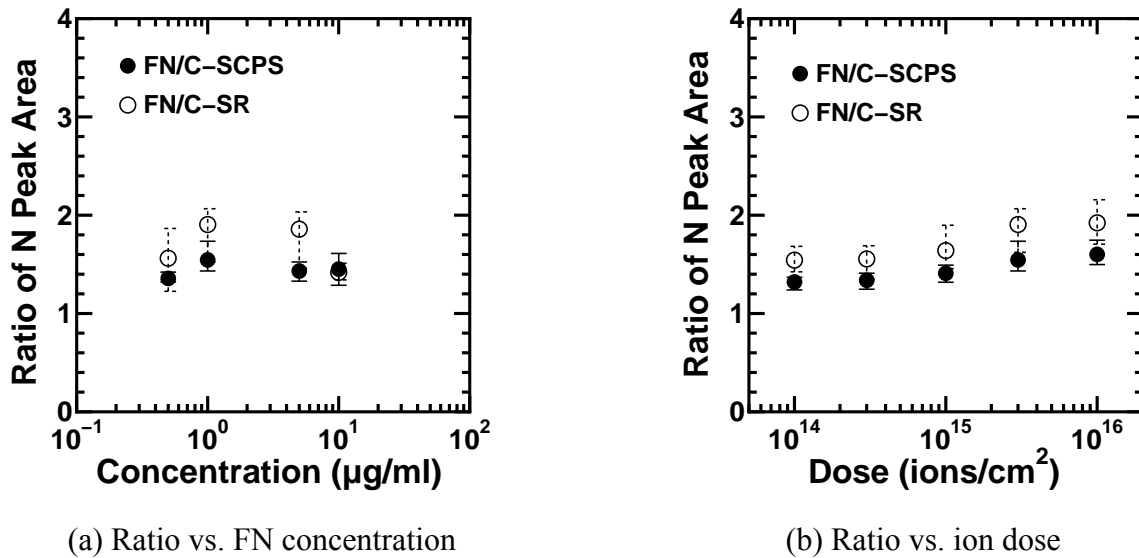 4
3
2
1
0
Ratio of N Peak Area
FN/C−SCPS
FN/C−SR
10⁻¹ 10⁰ 10¹ 10²
Concentration (µg/ml)
(a) Ratio vs. FN concentration
4
3
2
1
0
Ratio of N Peak Area
FN/C−SCPS
FN/C−SR
10¹⁴ 10¹⁵ 10¹⁶
Dose (ions/cm²)
(b) Ratio vs. ion dose